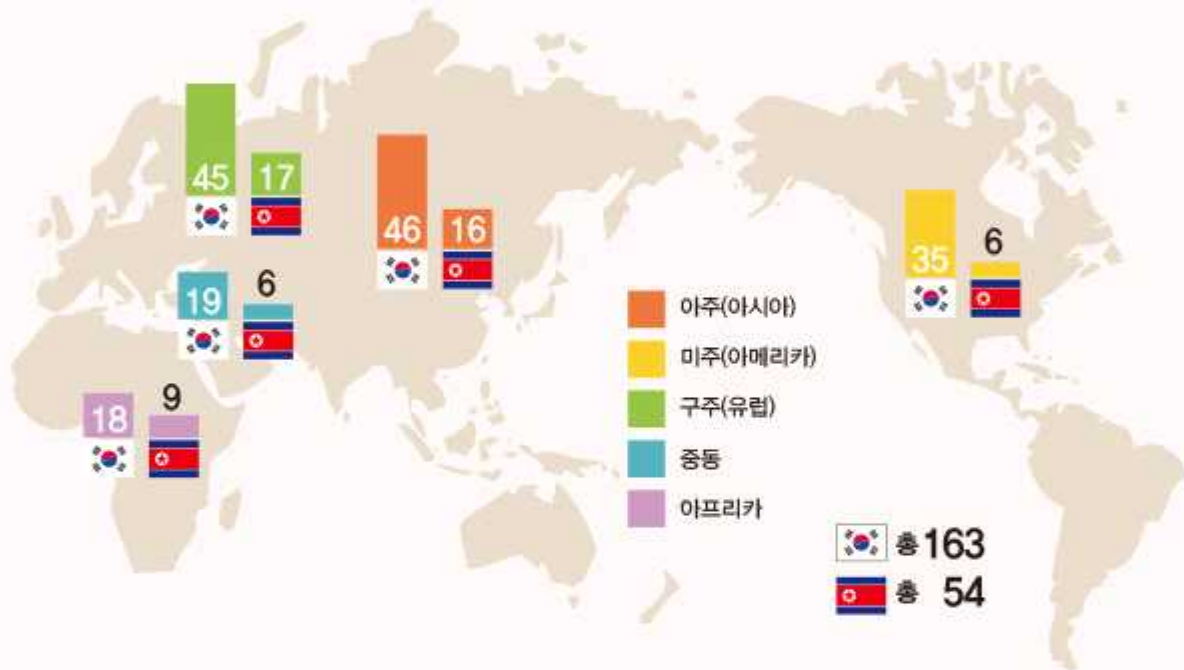 45 17
46 16
35 6
19 6
18 9
아주(아시아)
미주(아메리카)
구주(유럽)
중동
아프리카
총 163
총 54